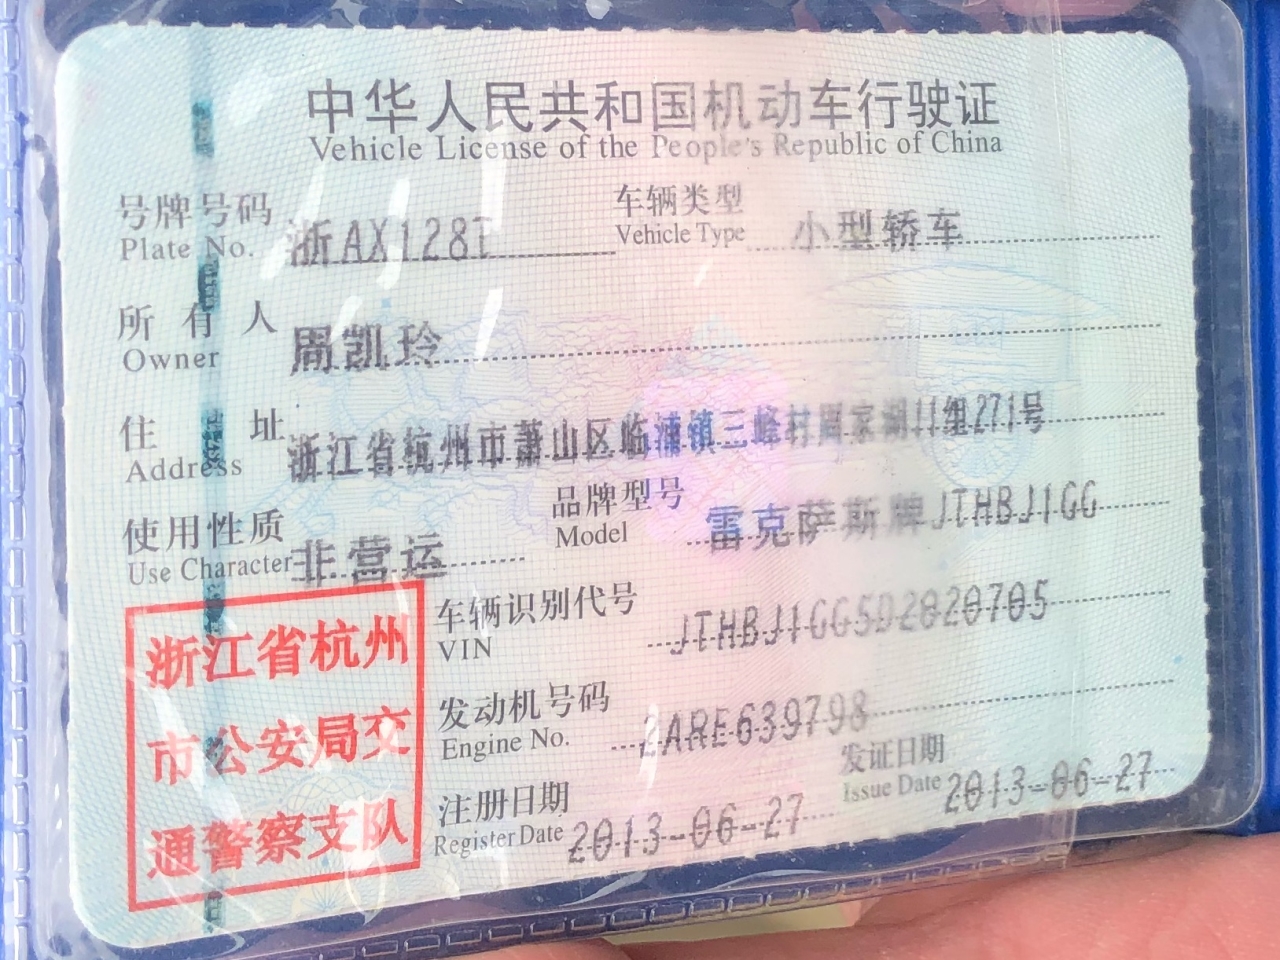 中华人民共和国机动车行驶证
Vehicle License of the People's Republic of China
号牌号码 浙AX128T 车辆类型 小型轿车
Plate No. Vehicle Type
所有人 周凯玲
Owner
住址 浙江省杭州市萧山区临浦镇三峰村周家湖11组271号
Address
使用性质 非营运 品牌型号 雷克萨斯牌JTHBJ1GG
Use Character Model
浙江省杭州
市公安局交
通警察支队
车辆识别代号 JTHBJ1GG5D2020705
VIN
发动机号码 2ARE639798
Engine No.
注册日期 2013-06-27 发证日期 2013-06-27
Register Date Issue Date